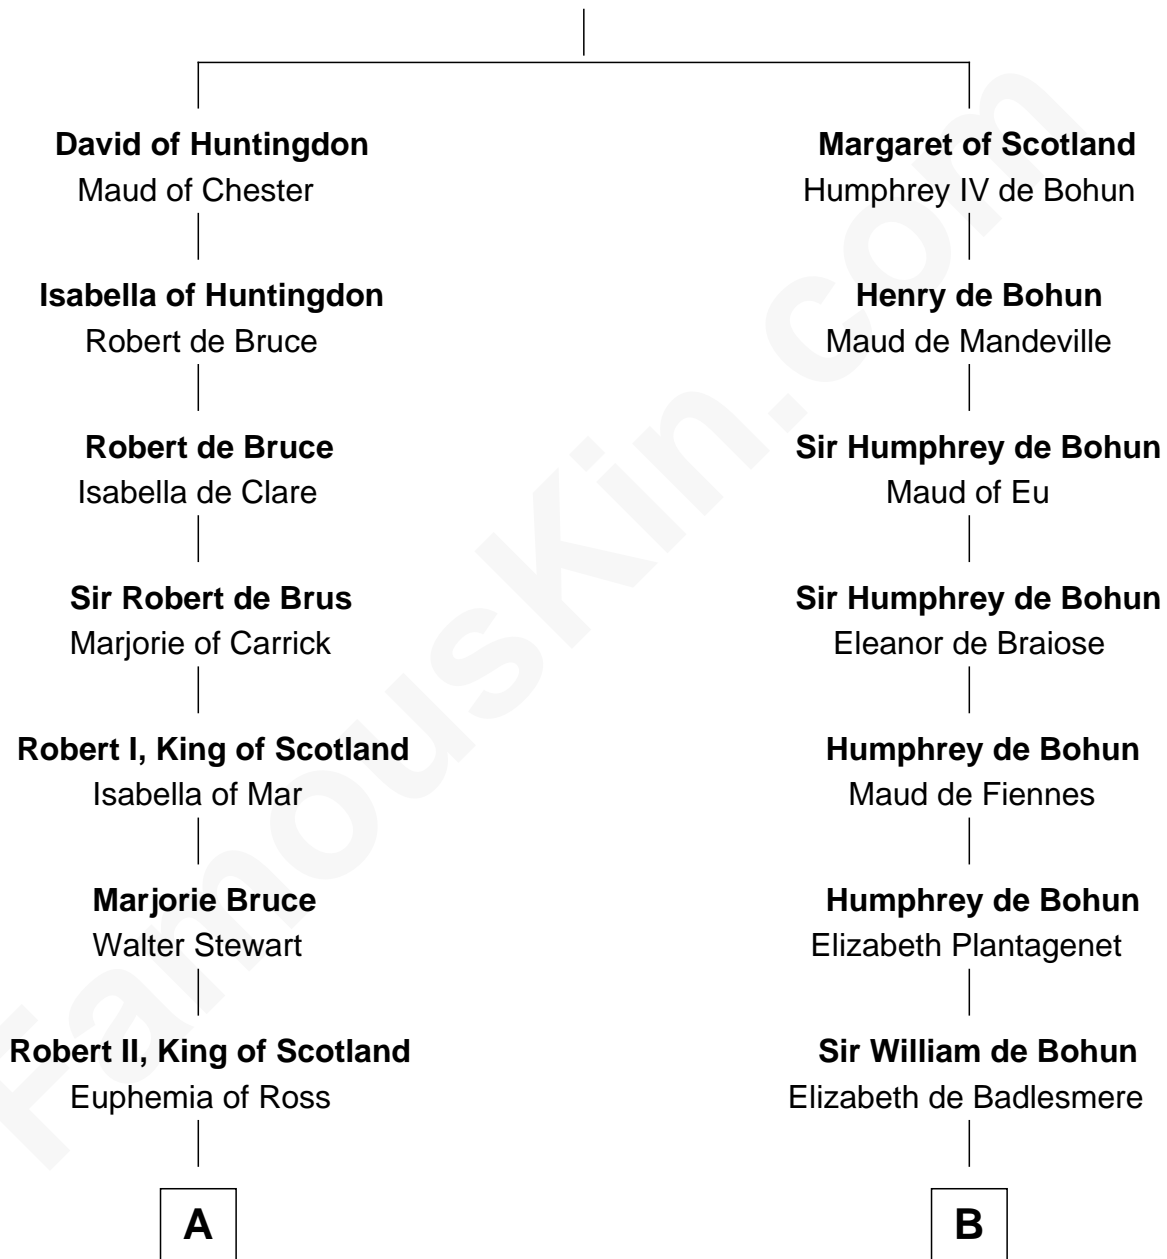 David of Huntingdon
Maud of Chester
Margaret of Scotland
Humphrey IV de Bohun
Isabella of Huntingdon
Robert de Bruce
Henry de Bohun
Maud de Mandeville
Robert de Bruce
Isabella de Clare
Sir Humphrey de Bohun
Maud of Eu
Sir Robert de Brus
Marjorie of Carrick
Sir Humphrey de Bohun
Eleanor de Braiose
Robert I, King of Scotland
Isabella of Mar
Humphrey de Bohun
Maud de Fiennes
Marjorie Bruce
Walter Stewart
Humphrey de Bohun
Elizabeth Plantagenet
Robert II, King of Scotland
Euphemia of Ross
Sir William de Bohun
Elizabeth de Badlesmere
A
B
FamousKin.com